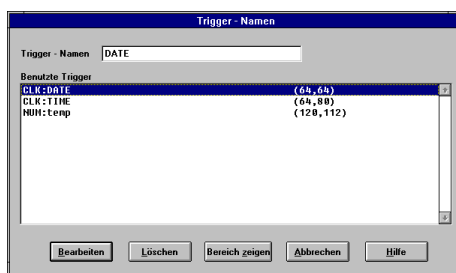 Trigger - Namen
Trigger - Namen DATE
Benutzte Trigger
CLK:DATE (64,64)
CLK:TIME (64,80)
NUM:temp (120,112)
Bearbeiten Löschen Bereich zeigen Abbrechen Hilfe